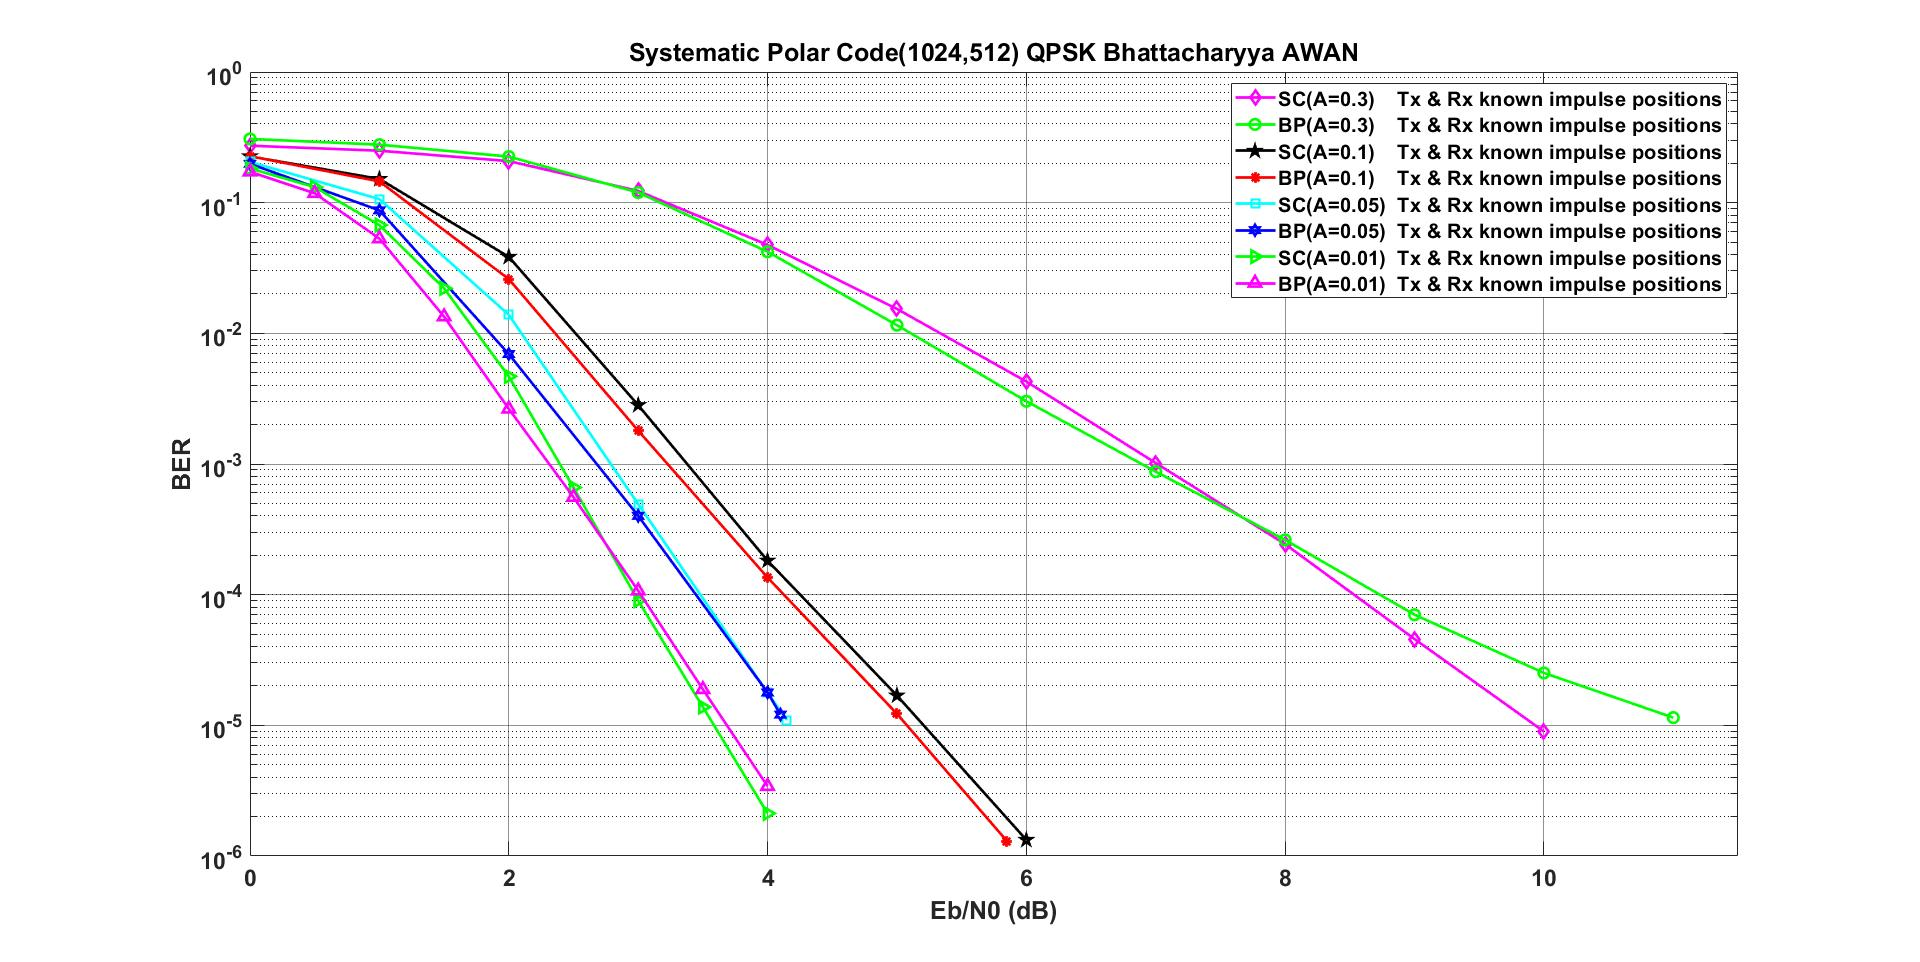 Systematic Polar Code(1024,512) QPSK Bhattacharyya AWAN
SC(A=0.3) Tx & Rx known impulse positions
BP(A=0.3) Tx & Rx known impulse positions
SC(A=0.1) Tx & Rx known impulse positions
BP(A=0.1) Tx & Rx known impulse positions
SC(A=0.05) Tx & Rx known impulse positions
BP(A=0.05) Tx & Rx known impulse positions
SC(A=0.01) Tx & Rx known impulse positions
BP(A=0.01) Tx & Rx known impulse positions
BER
10^0
10^-1
10^-2
10^-3
10^-4
10^-5
10^-6
0 2 4 6 8 10
Eb/N0 (dB)